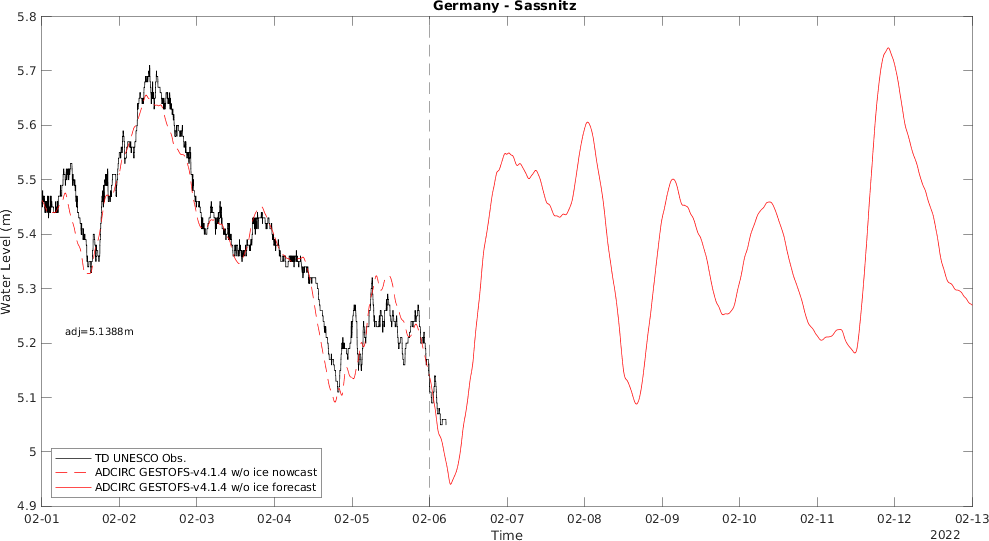 Germany - Sassnitz
5.8
5.7
5.6
5.5
5.4
5.3
5.2
5.1
5
4.9
Water Level (m)
adj=5.1388m
TD UNESCO Obs.
ADCIRC GESTOFS-v4.1.4 w/o ice nowcast
ADCIRC GESTOFS-v4.1.4 w/o ice forecast
02-01 02-02 02-03 02-04 02-05 02-06 02-07 02-08 02-09 02-10 02-11 02-12 02-13
Time
2022